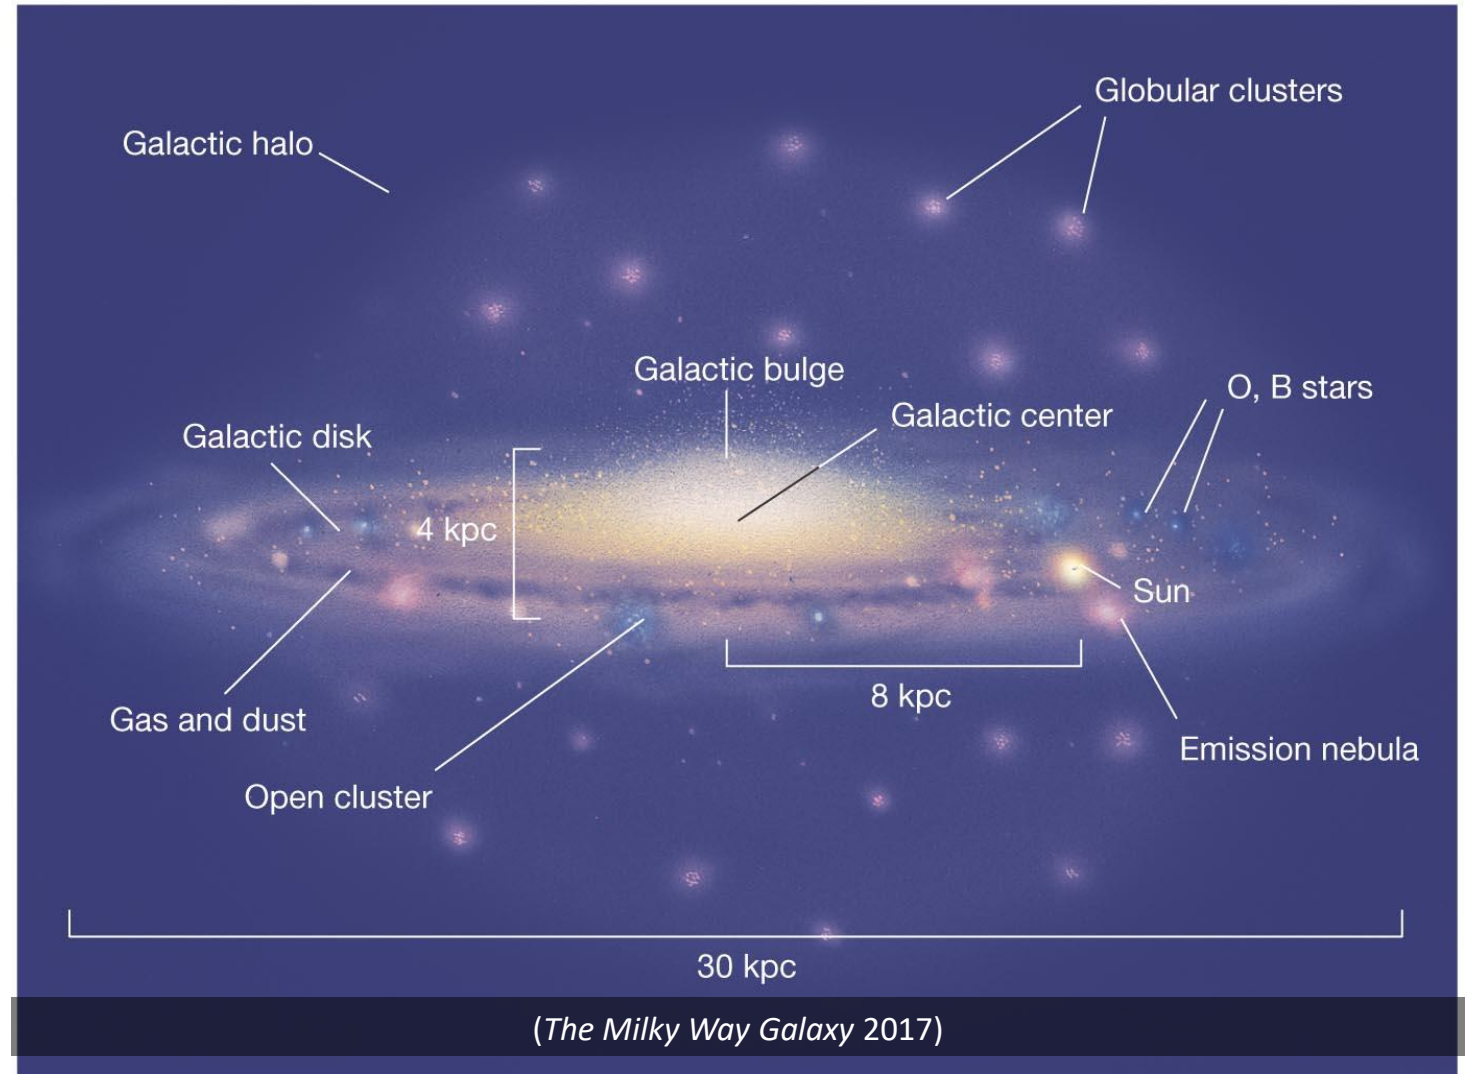 Globular clusters
Galactic halo
Galactic bulge
O, B stars
Galactic center
Galactic disk
4 kpc
Sun
8 kpc
Gas and dust
Emission nebula
Open cluster
30 kpc
(The Milky Way Galaxy 2017)